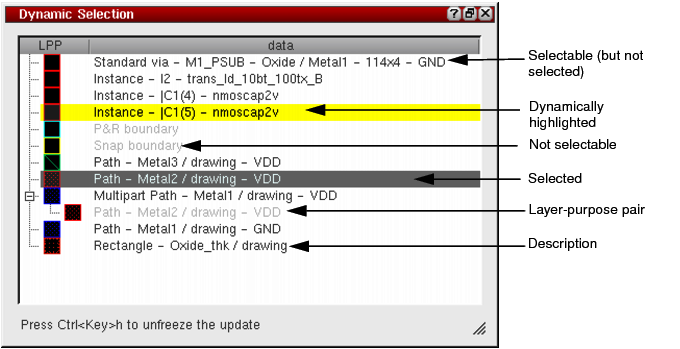 Dynamic Selection
LPP data
Standard via - M1_PSUB - Oxide / Metal1 - 114x4 - GND
Selectable (but not
selected)
Instance - I2 - trans_ld_10bt_100tx_B
Instance - |C1(4) - nmoscap2v
Instance - |C1(5) - nmoscap2v
Dynamically
highlighted
P&R boundary
Snap boundary
Not selectable
Path - Metal3 / drawing - VDD
Path - Metal2 / drawing - VDD
Selected
Multipart Path - Metal1 / drawing - VDD
Path - Metal2 / drawing - VDD
Layer-purpose pair
Path - Metal1 / drawing - GND
Rectangle - Oxide_thk / drawing
Description
Press Ctrl<Key>h to unfreeze the update